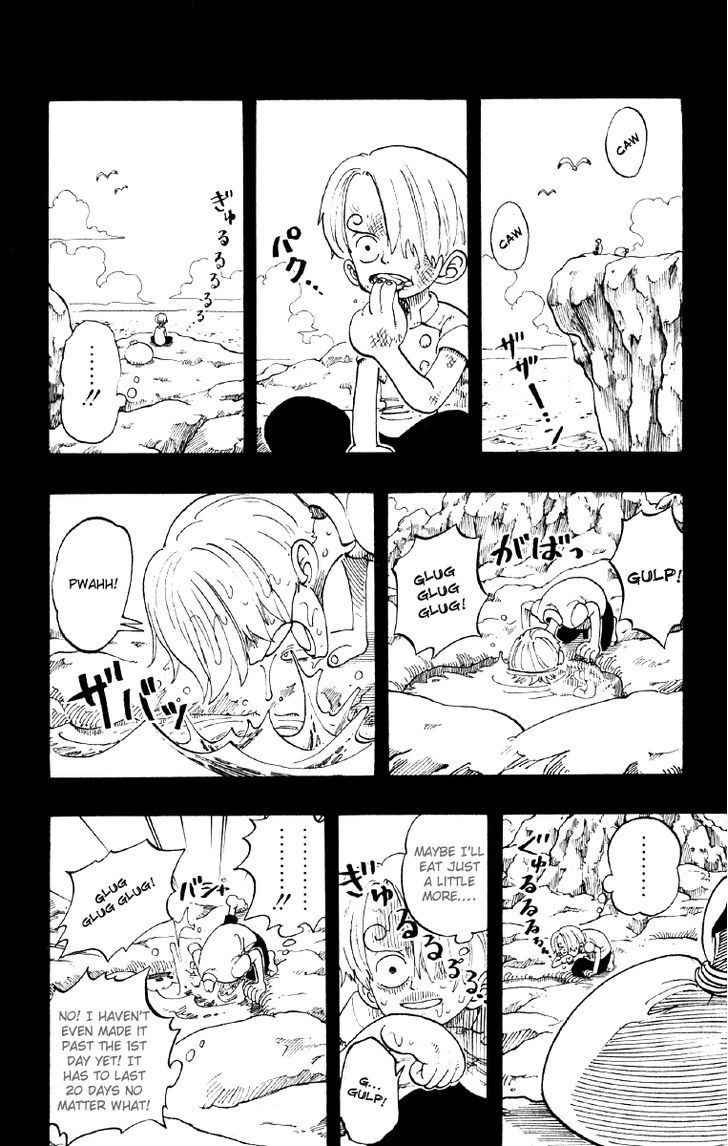 CAW
CAW
ザザー…ン
パク…
ぎゅるるるるる
........!!
GULP!
がばっ
GLUG
GLUG
GLUG!
PWAHH!
ザバッ
........
ぐゅるるるる…
MAYBE I'LL
EAT JUST
A LITTLE
MORE....
ぎゅるるるるる…
G...
GULP!
........
........!!
バシャ
GLUG
GLUG GLUG!
NO! I HAVEN'T
EVEN MADE IT
PAST THE 1ST
DAY YET! IT
HAS TO LAST
20 DAYS NO
MATTER WHAT!